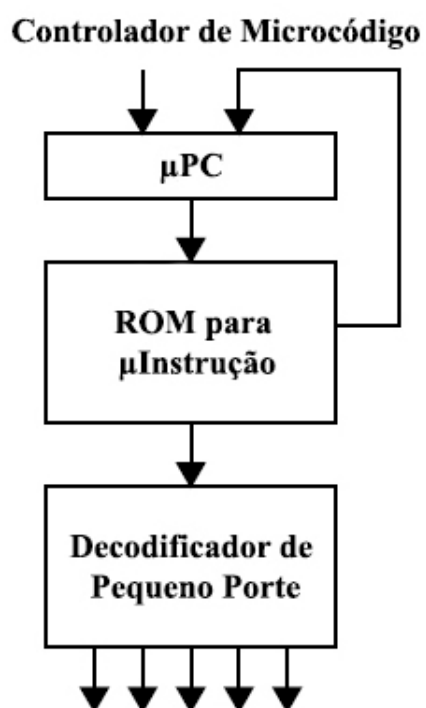 Controlador de Microcódigo
µPC
ROM para
µInstrução
Decodificador de
Pequeno Porte